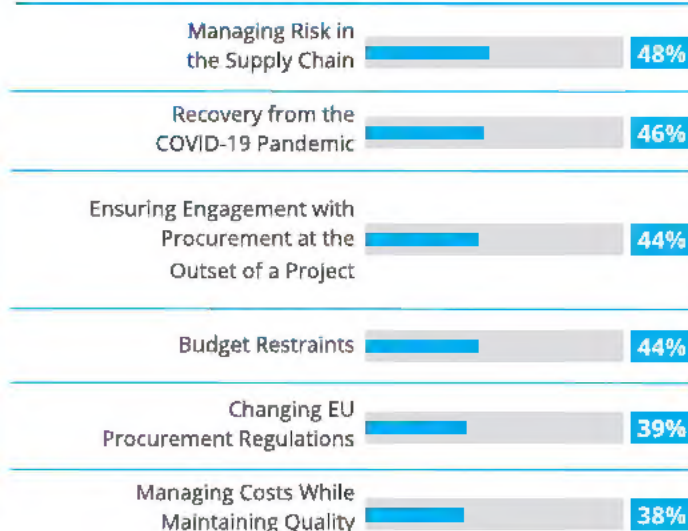 Managing Risk in
the Supply Chain
48%
Recovery from the
COVID-19 Pandemic
46%
Ensuring Engagement with
Procurement at the
Outset of a Project
44%
Budget Restraints
44%
Changing EU
Procurement Regulations
39%
Managing Costs While
Maintaining Quality
38%